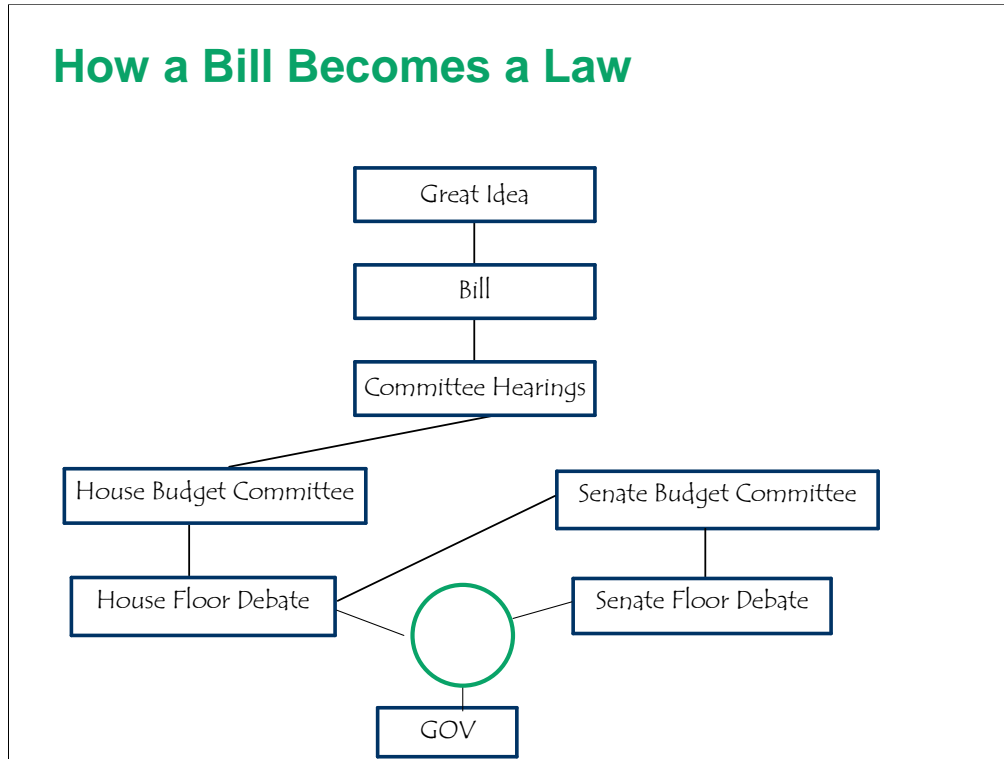 How a Bill Becomes a Law
Great Idea
Bill
Committee Hearings
House Budget Committee
Senate Budget Committee
House Floor Debate
Senate Floor Debate
GOV